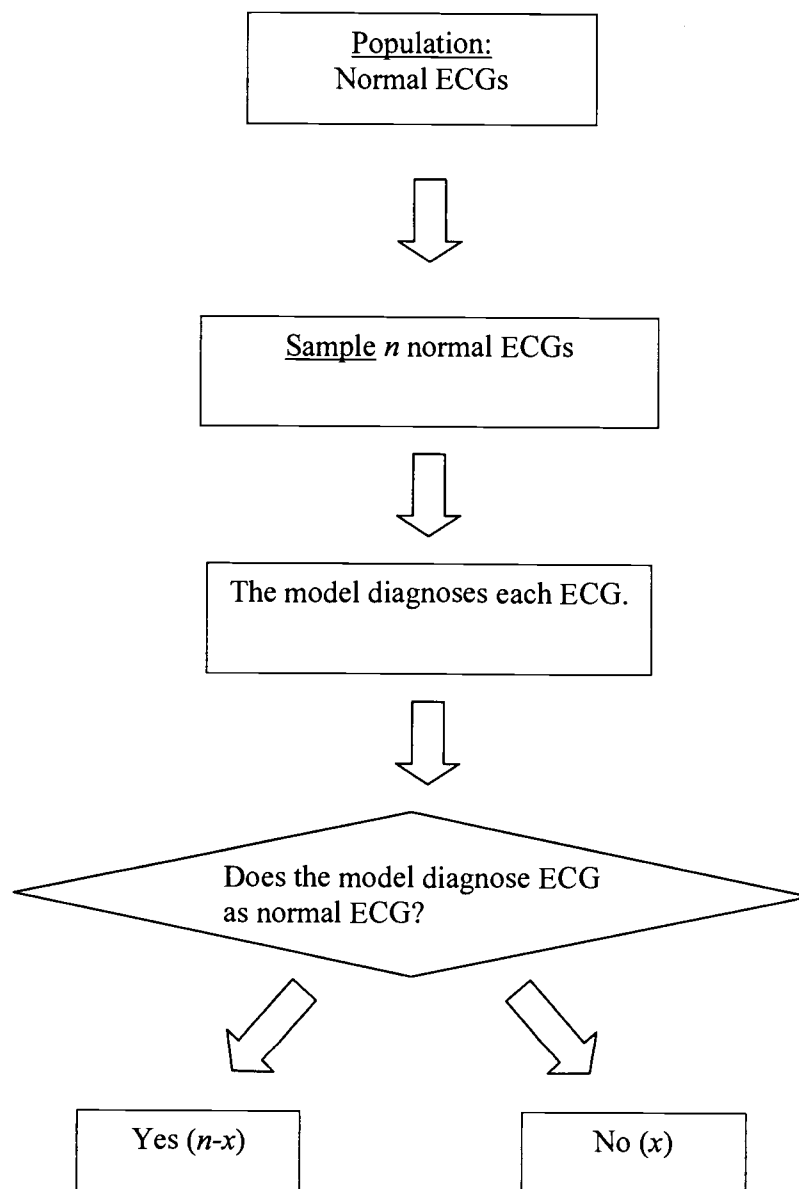 Population:
Normal ECGs
Sample n normal ECGs
The model diagnoses each ECG.
Does the model diagnose ECG
as normal ECG?
Yes (n-x)
No (x)